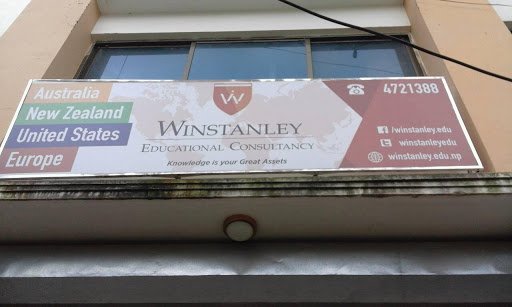 Australia
New Zealand
United States
Europe
W
WINSTANLEY
EDUCATIONAL CONSULTANCY
Knowledge is your Great Assets
4721388
/winstanley.edu
winstanleyedu
winstanley.edu.np